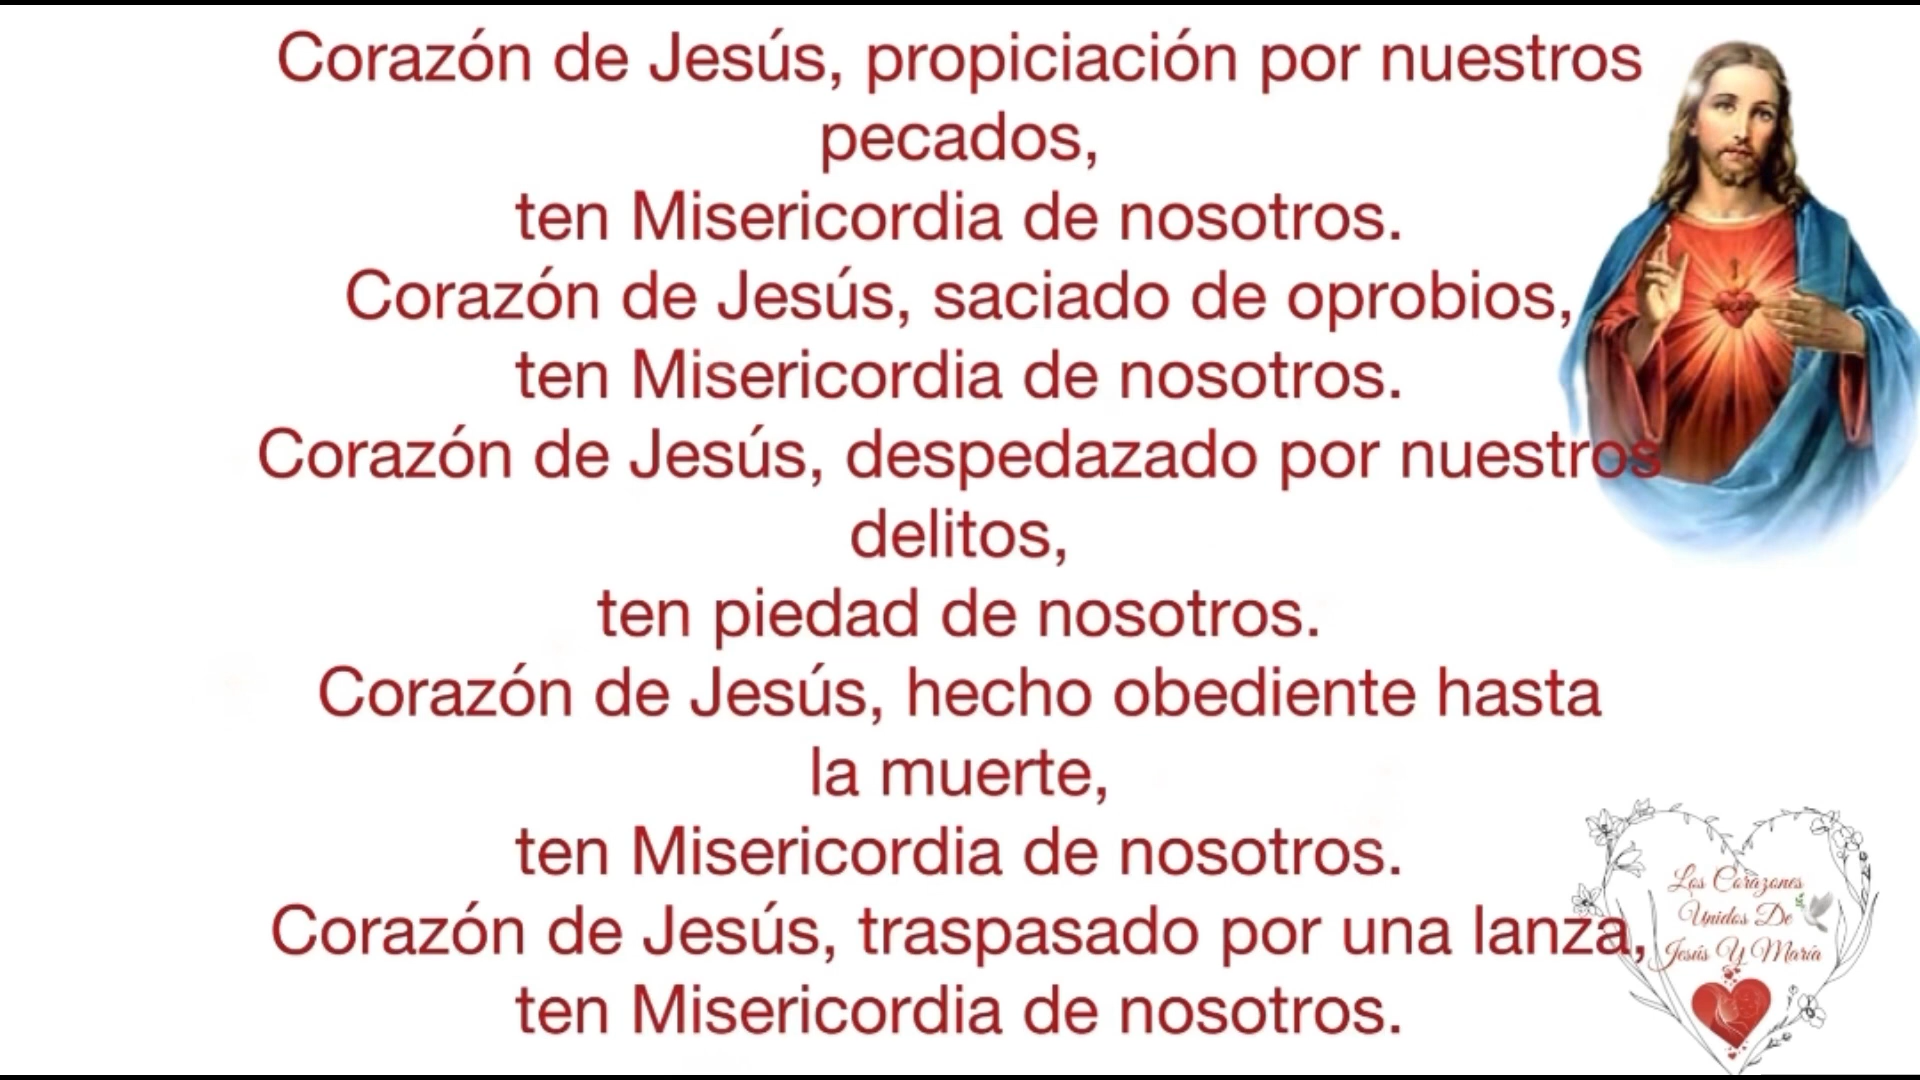 Corazón de Jesús, propiciación por nuestros
pecados,
ten Misericordia de nosotros.
Corazón de Jesús, saciado de oprobios,
ten Misericordia de nosotros.
Corazón de Jesús, despedazado por nuestros
delitos,
ten piedad de nosotros.
Corazón de Jesús, hecho obediente hasta
la muerte,
ten Misericordia de nosotros.
Corazón de Jesús, traspasado por una lanza,
ten Misericordia de nosotros.
Los Corazones
Unidos De
Jesús Y María